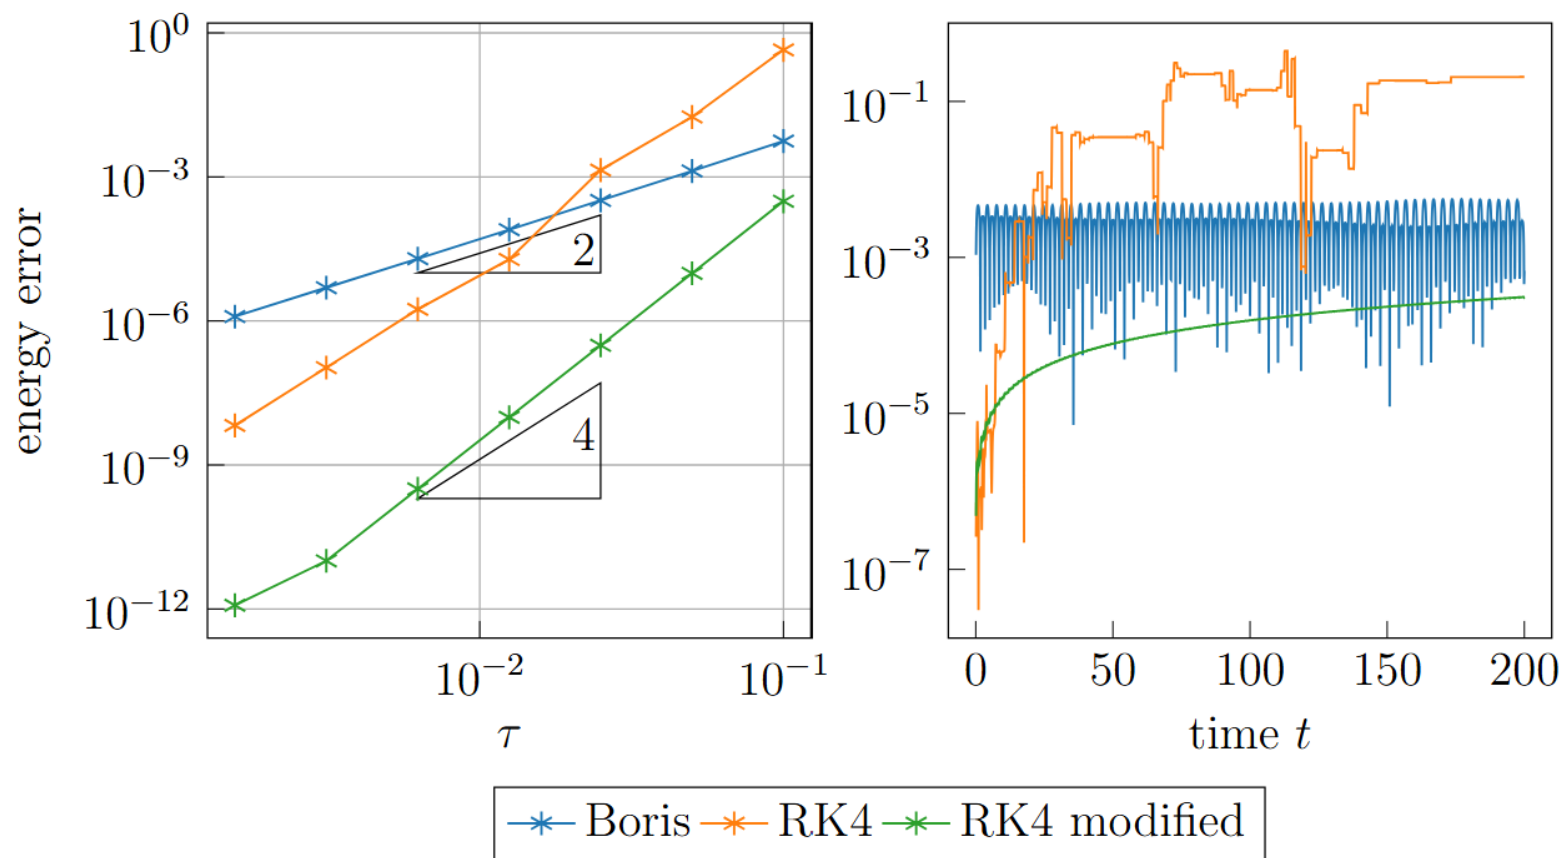 energy error
10^0
10^{-3}
10^{-6}
10^{-9}
10^{-12}
2
4
10^{-2}
10^{-1}
τ
10^{-1}
10^{-3}
10^{-5}
10^{-7}
0 50 100 150 200
time t
Boris RK4 RK4 modified